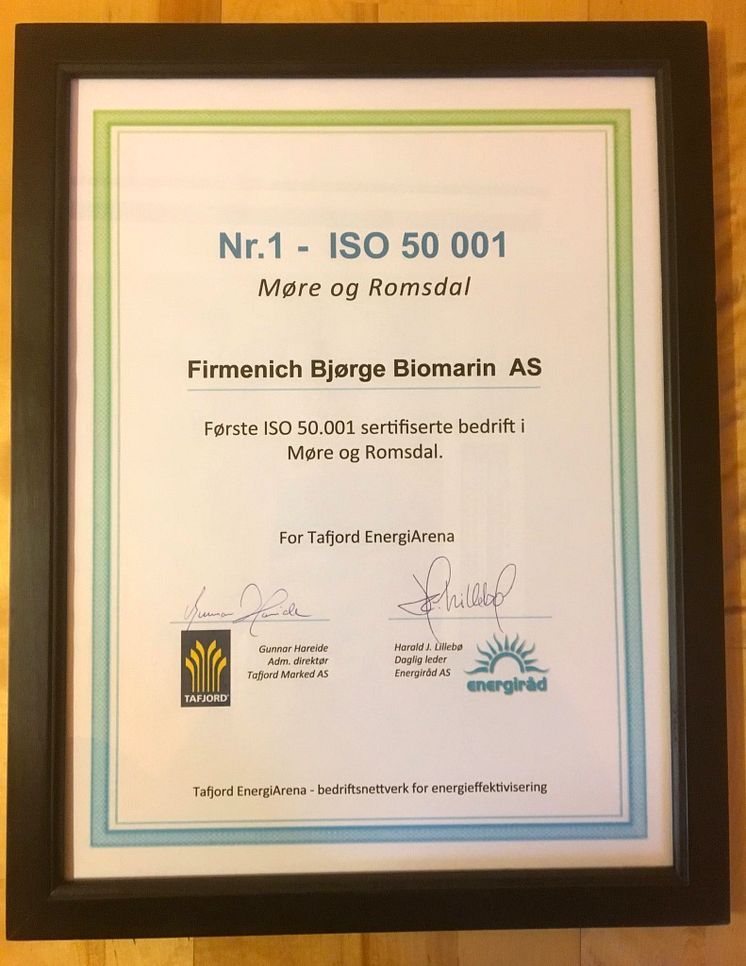 Nr.1 - ISO 50 001
Møre og Romsdal
Firmenich Bjørge Biomarin AS
Første ISO 50.001 sertifiserte bedrift i
Møre og Romsdal.
For Tafjord EnergiArena
Gunnar Hareide
Adm. direktør
Tafjord Marked AS
TAFJORD
Harald J. Lillebø
Daglig leder
Energiråd AS
energiråd
Tafjord EnergiArena - bedriftsnettverk for energieffektivisering